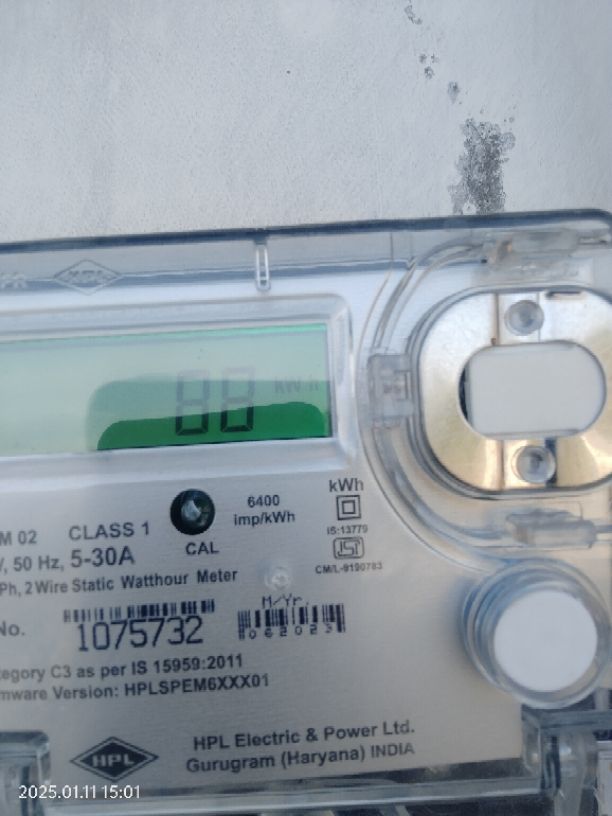 88 kWh
6400
imp/kWh
kWh
IS:13779
CM/L-9190783
M 02 CLASS 1
CAL
V, 50 Hz, 5-30A
Ph, 2 Wire Static Watthour Meter
M/Yr.
No.
1075732
062023
tegory C3 as per IS 15959:2011
mware Version: HPLSPEM6XXX01
HPL
HPL Electric & Power Ltd.
Gurugram (Haryana) INDIA
2025.01.11 15:01